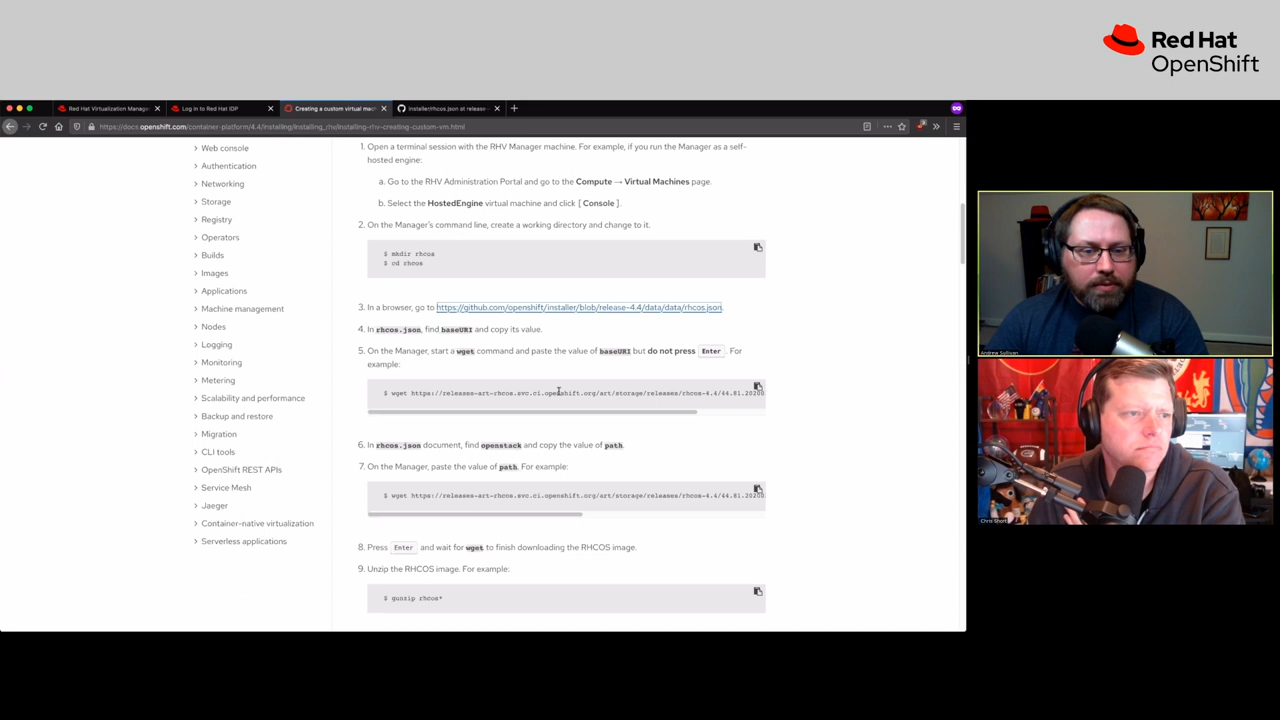 Red Hat
OpenShift
Red Hat Virtualization Manage
Log in to Red Hat IDP
Creating a custom virtual mac
installer/rhcos.json at release-
https://docs.openshift.com/container-platform/4.4/installing/installing_rhv/installing-rhv-creating-custom-vm.html
Web console
Authentication
Networking
Storage
Registry
Operators
Builds
Images
Applications
Machine management
Nodes
Logging
Monitoring
Metering
Scalability and performance
Backup and restore
Migration
CLI tools
OpenShift REST APIs
Service Mesh
Jaeger
Container-native virtualization
Serverless applications
1. Open a terminal session with the RHV Manager machine. For example, if you run the Manager as a self-
hosted engine:
a. Go to the RHV Administration Portal and go to the Compute → Virtual Machines page.
b. Select the HostedEngine virtual machine and click [ Console ].
2. On the Manager's command line, create a working directory and change to it.
$ mkdir rhcos
$ cd rhcos
3. In a browser, go to https://github.com/openshift/installer/blob/release-4.4/data/data/rhcos.json.
4. In rhcos.json, find baseURI and copy its value.
5. On the Manager, start a wget command and paste the value of baseURI but do not press Enter . For
example:
$ wget https://releases-art-rhcos.svc.ci.openshift.org/art/storage/releases/rhcos-4.4/44.81.20200
6. In rhcos.json document, find openstack and copy the value of path.
7. On the Manager, paste the value of path. For example:
$ wget https://releases-art-rhcos.svc.ci.openshift.org/art/storage/releases/rhcos-4.4/44.81.20200
8. Press Enter and wait for wget to finish downloading the RHCOS image.
9. Unzip the RHCOS image. For example:
$ gunzip rhcos*
Andrew Sullivan
Chris Short